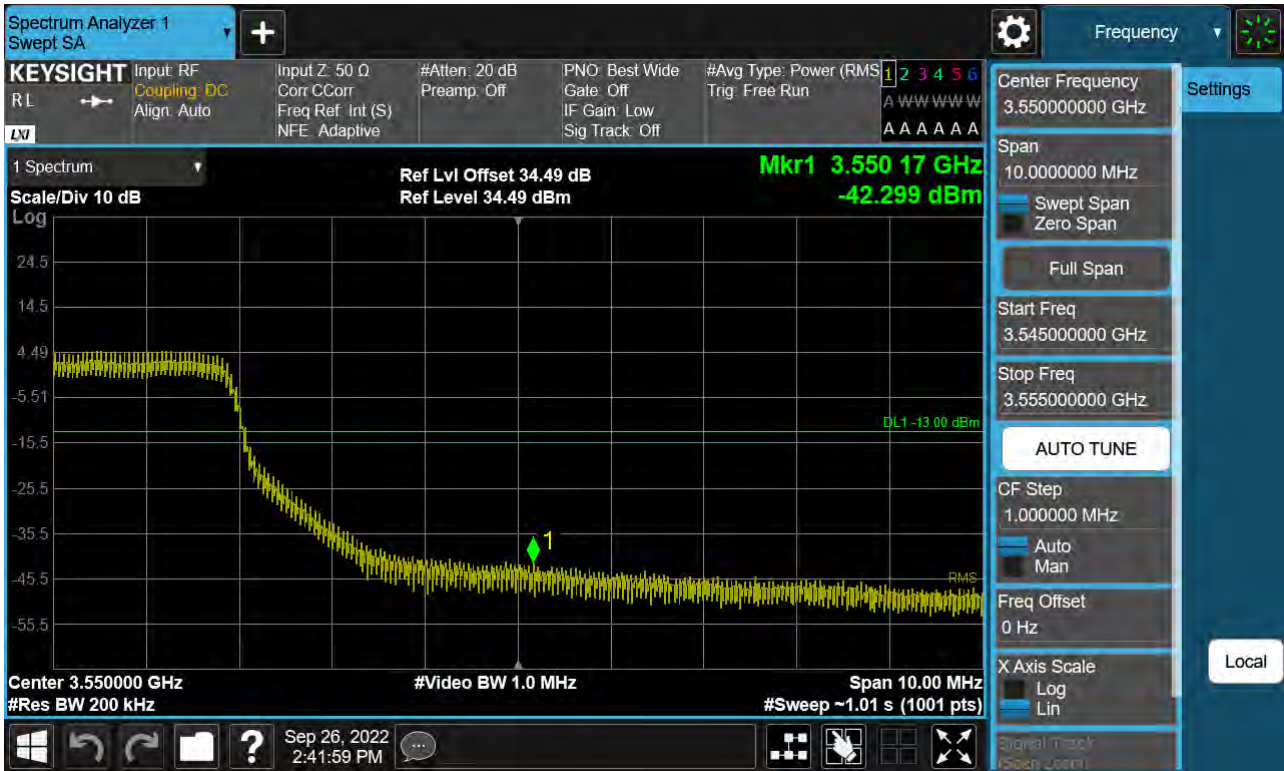 Spectrum Analyzer 1
Swept SA
+
Frequency
KEYSIGHT
RL
LXI
Input: RF
Coupling: DC
Align: Auto
Input Z: 50 Ω
Corr CCorr
Freq Ref: Int (S)
NFE: Adaptive
#Atten: 20 dB
Preamp: Off
PNO: Best Wide
Gate: Off
IF Gain: Low
Sig Track: Off
#Avg Type: Power (RMS
Trig: Free Run
1 2 3 4 5 6
A W W W W W
A A A A A A
1 Spectrum
Scale/Div 10 dB
Log
Ref Lvl Offset 34.49 dB
Ref Level 34.49 dBm
Mkr1 3.550 17 GHz
-42.299 dBm
24.5
14.5
4.49
-5.51
DL1 -13.00 dBm
-15.5
-25.5
-35.5
1
-45.5
RMS
-55.5
Center 3.550000 GHz
#Res BW 200 kHz
#Video BW 1.0 MHz
Span 10.00 MHz
#Sweep ~1.01 s (1001 pts)
Center Frequency
3.550000000 GHz
Settings
Span
10.0000000 MHz
Swept Span
Zero Span
Full Span
Start Freq
3.545000000 GHz
Stop Freq
3.555000000 GHz
AUTO TUNE
CF Step
1.000000 MHz
Auto
Man
Freq Offset
0 Hz
X Axis Scale
Log
Lin
Local
Signal Track
(Span Zoom)
?
Sep 26, 2022
2:41:59 PM